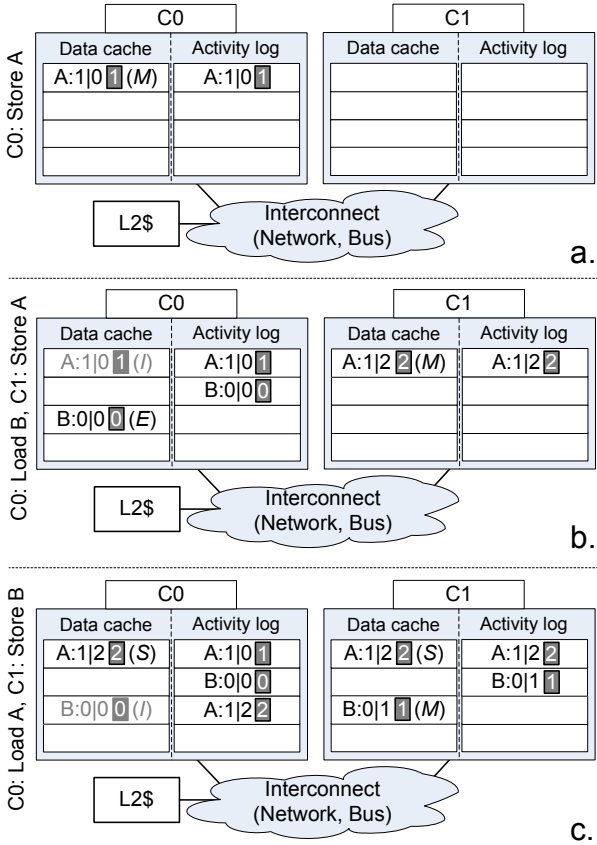 C0: Store A
C0
C1
Data cache
Activity log
A:1|0 1 (M)
A:1|0 1
Data cache
Activity log
L2$
Interconnect
(Network, Bus)
a.
C0: Load B, C1: Store A
C0
C1
Data cache
Activity log
A:1|0 1 (I)
A:1|0 1
B:0|0 0
B:0|0 0 (E)
Data cache
Activity log
A:1|2 2 (M)
A:1|2 2
L2$
Interconnect
(Network, Bus)
b.
C0: Load A, C1: Store B
C0
C1
Data cache
Activity log
A:1|2 2 (S)
A:1|0 1
B:0|0 0
B:0|0 0 (I)
A:1|2 2
Data cache
Activity log
A:1|2 2 (S)
A:1|2 2
B:0|1 1
B:0|1 1 (M)
L2$
Interconnect
(Network, Bus)
c.